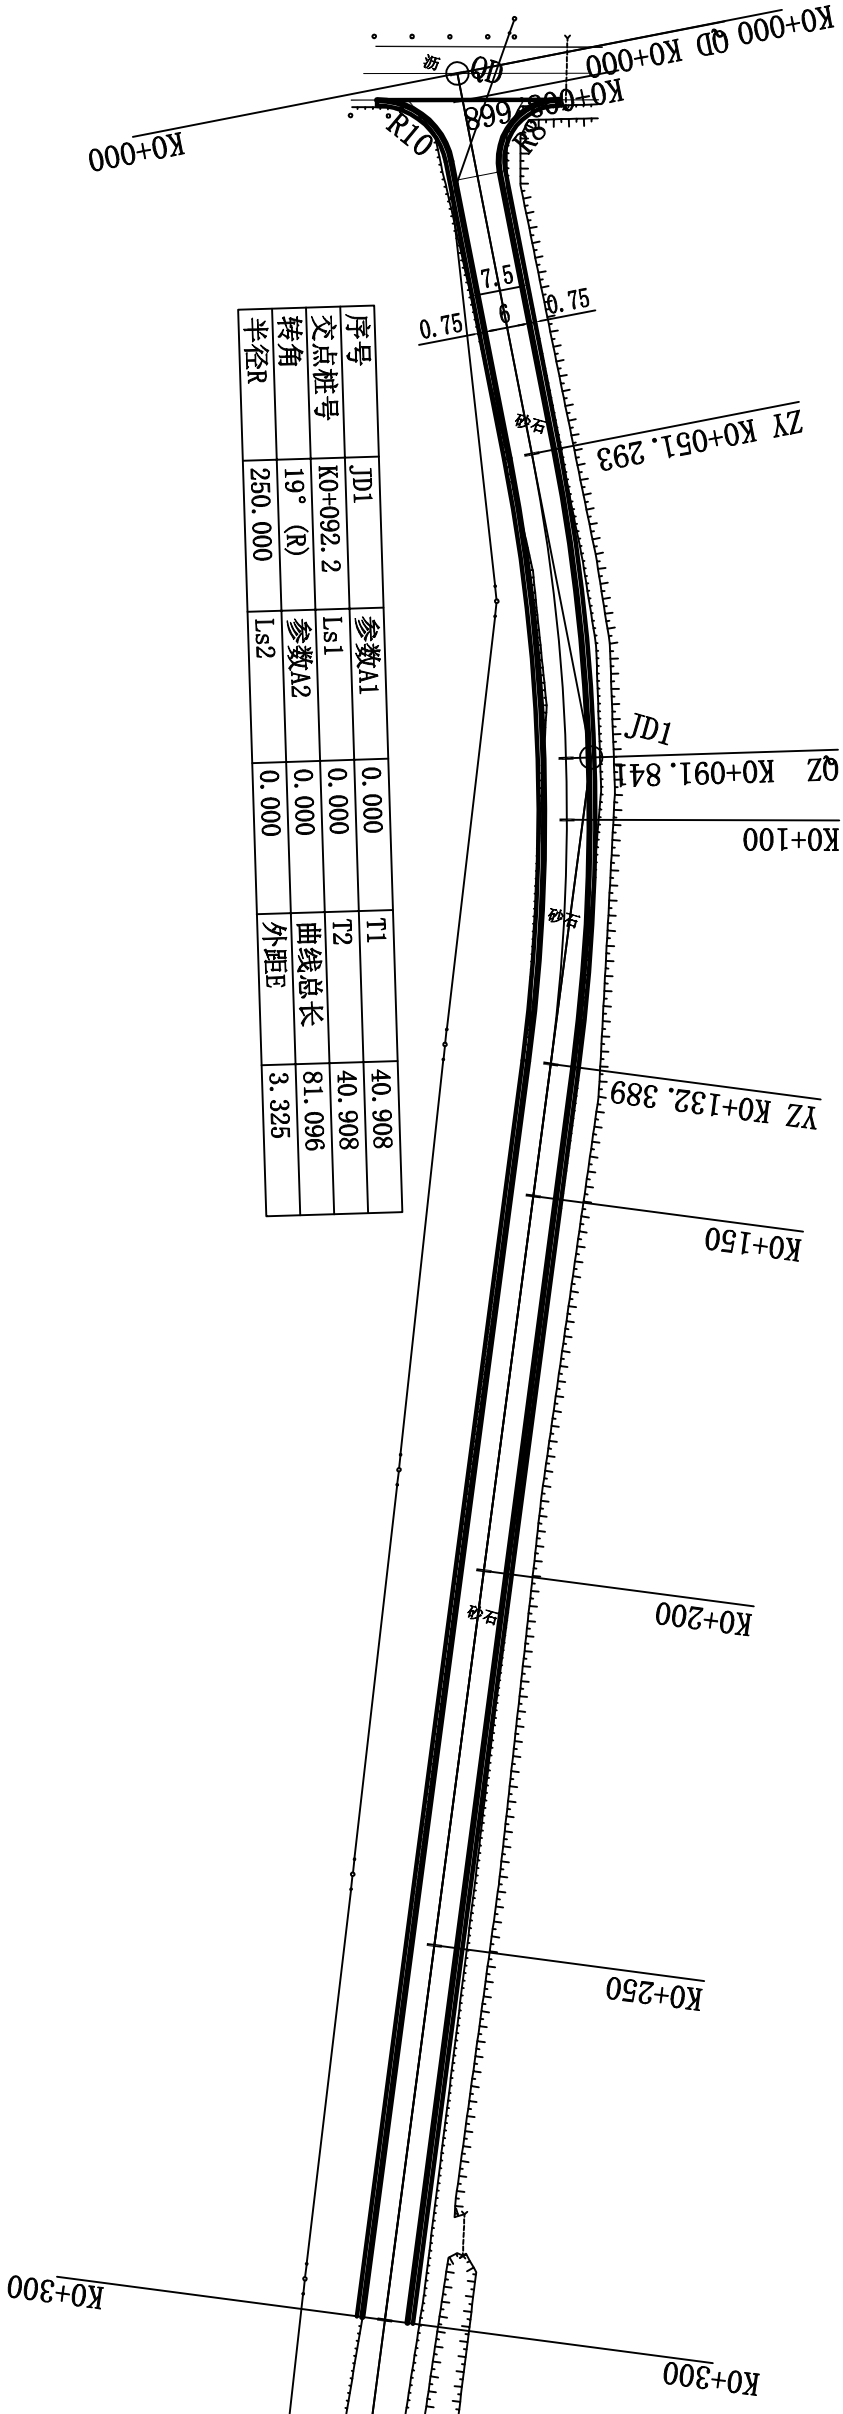 K0+000 QD K0+000
K0+000
沥
QD
R10
R8
7.5
0.75
6
0.75
砂石
ZY K0+051.293
序号 JD1 参数A1 0.000 T1 40.908
交点桩号 K0+092.2 Ls1 0.000 T2 40.908
转角 19° (R) 参数A2 0.000 曲线总长 81.096
半径R 250.000 Ls2 0.000 外距E 3.325
JD1
QZ K0+091.841
K0+100
砂石
YZ K0+132.389
K0+150
K0+200
砂石
K0+250
K0+300
K0+300